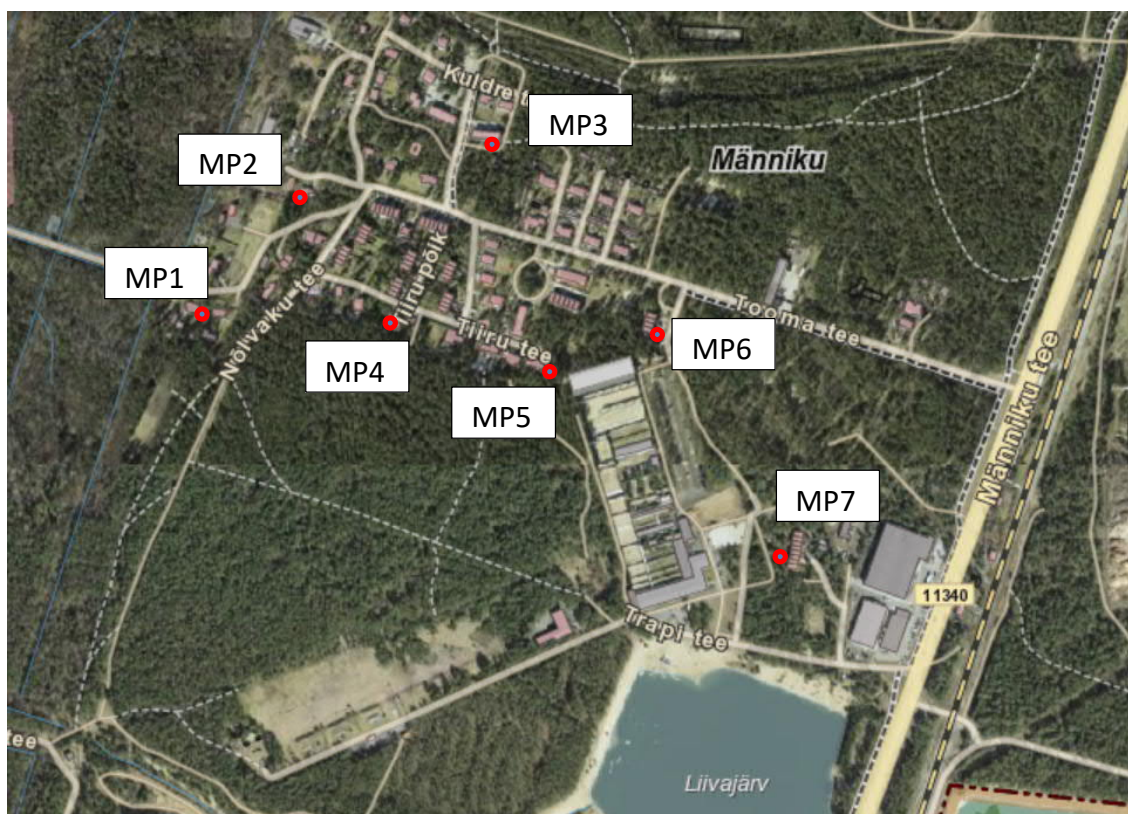 Kuldre t
MP3
Männiku
MP2
Tiiru põik
MP1
Nõlvaku tee
Tiiru tee
Tooma tee
MP4
MP6
MP5
Männiku tee
MP7
11340
Trapi tee
tee
Liivajärv